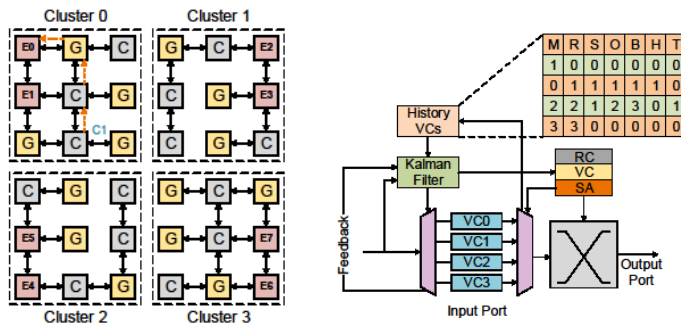 Cluster 0
E0 G C
E1 C G
C1
G C G
Cluster 1
C G E2
C G E3
C G C
C G C
E5 G C
E4 C G
Cluster 2
G C G
G C E7
C G E6
Cluster 3
M R S O B H T
1 0 0 0 0 0 0
0 1 1 1 1 1 0
2 2 1 2 3 0 1
3 3 0 0 0 0 0
History
VCs
Kalman
Filter
RC
VC
SA
VC0
VC1
VC2
VC3
Feedback
Input Port
Output
Port